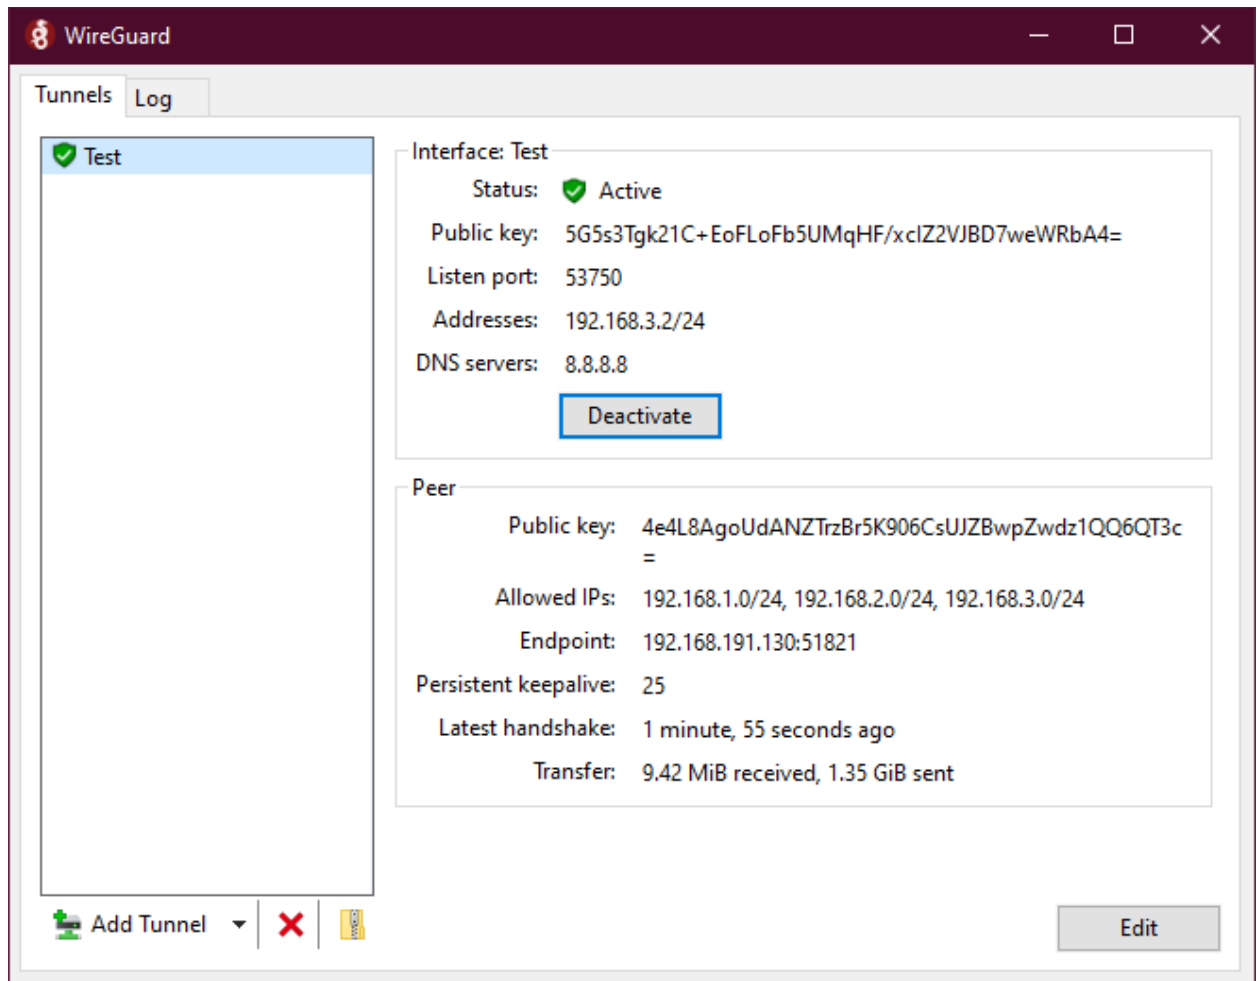 WireGuard
Tunnels
Log
Test
Interface: Test
Status: Active
Public key: 5G5s3Tgk21C+EoFLoFb5UMqHF/xclZ2VJBD7weWRbA4=
Listen port: 53750
Addresses: 192.168.3.2/24
DNS servers: 8.8.8.8
Deactivate
Peer
Public key: 4e4L8AgoUdANZTrzBr5K906CsUJZBwpZwdz1QQ6QT3c
=
Allowed IPs: 192.168.1.0/24, 192.168.2.0/24, 192.168.3.0/24
Endpoint: 192.168.191.130:51821
Persistent keepalive: 25
Latest handshake: 1 minute, 55 seconds ago
Transfer: 9.42 MiB received, 1.35 GiB sent
Add Tunnel
Edit